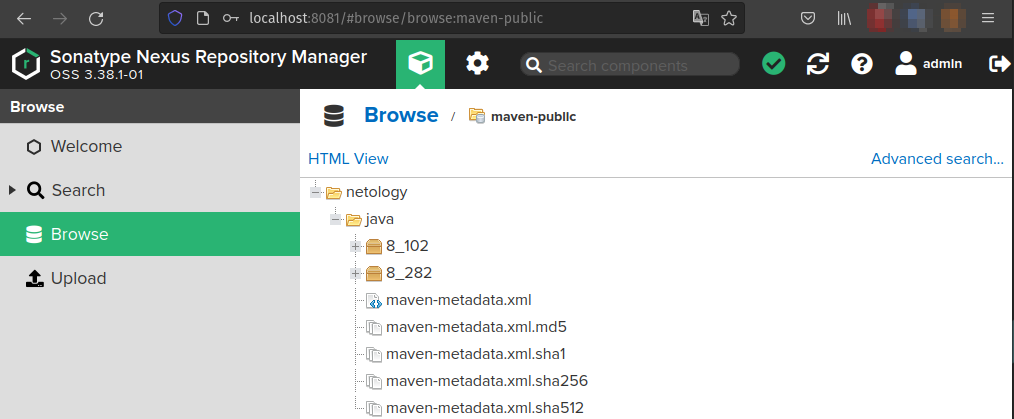 localhost:8081/#browse/browse:maven-public
Sonatype Nexus Repository Manager
OSS 3.38.1-01
Search components
admin
Browse
Welcome
Search
Browse
Upload
Browse / maven-public
HTML View
Advanced search...
netology
java
8_102
8_282
maven-metadata.xml
maven-metadata.xml.md5
maven-metadata.xml.sha1
maven-metadata.xml.sha256
maven-metadata.xml.sha512